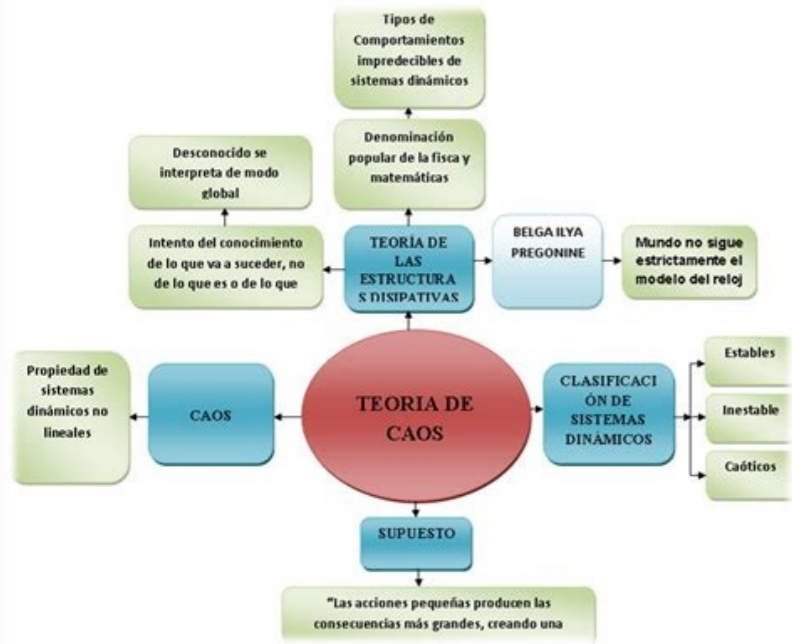 Tipos de
Comportamientos
impredecibles de
sistemas dinámicos
Desconocido se
interpreta de modo
global
Denominación
popular de la fisca y
matemáticas
Intento del conocimiento
de lo que va a suceder, no
de lo que es o de lo que
TEORÍA DE
LAS
ESTRUCTURA
S DISIPATIVAS
BELGA ILYA
PREGONINE
Mundo no sigue
estrictamente el
modelo del reloj
Propiedad de
sistemas
dinámicos no
lineales
CAOS
TEORIA DE
CAOS
CLASIFICACI
ÓN DE
SISTEMAS
DINÁMICOS
Estables
Inestable
Caóticos
SUPUESTO
“Las acciones pequeñas producen las
consecuencias más grandes, creando una